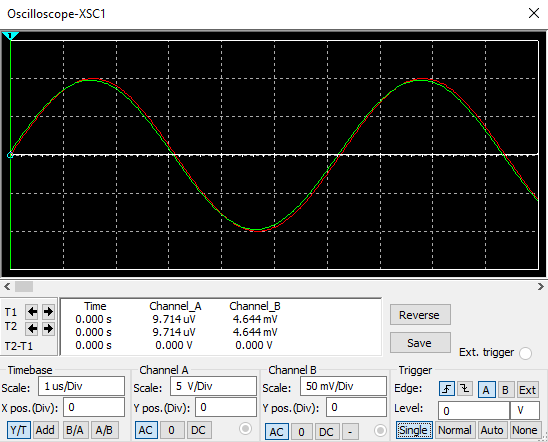 Oscilloscope-XSC1
1
T1
T2
T2-T1
Time Channel_A Channel_B
0.000 s 9.714 uV 4.644 mV
0.000 s 9.714 uV 4.644 mV
0.000 s 0.000 V 0.000 V
Reverse
Save
Ext. trigger
Timebase
Scale: 1 us/Div
X pos.(Div): 0
Y/T Add B/A A/B
Channel A
Scale: 5 V/Div
Y pos.(Div): 0
AC 0 DC
Channel B
Scale: 50 mV/Div
Y pos.(Div): 0
AC 0 DC -
Trigger
Edge: A B Ext
Level: 0 V
Single Normal Auto None